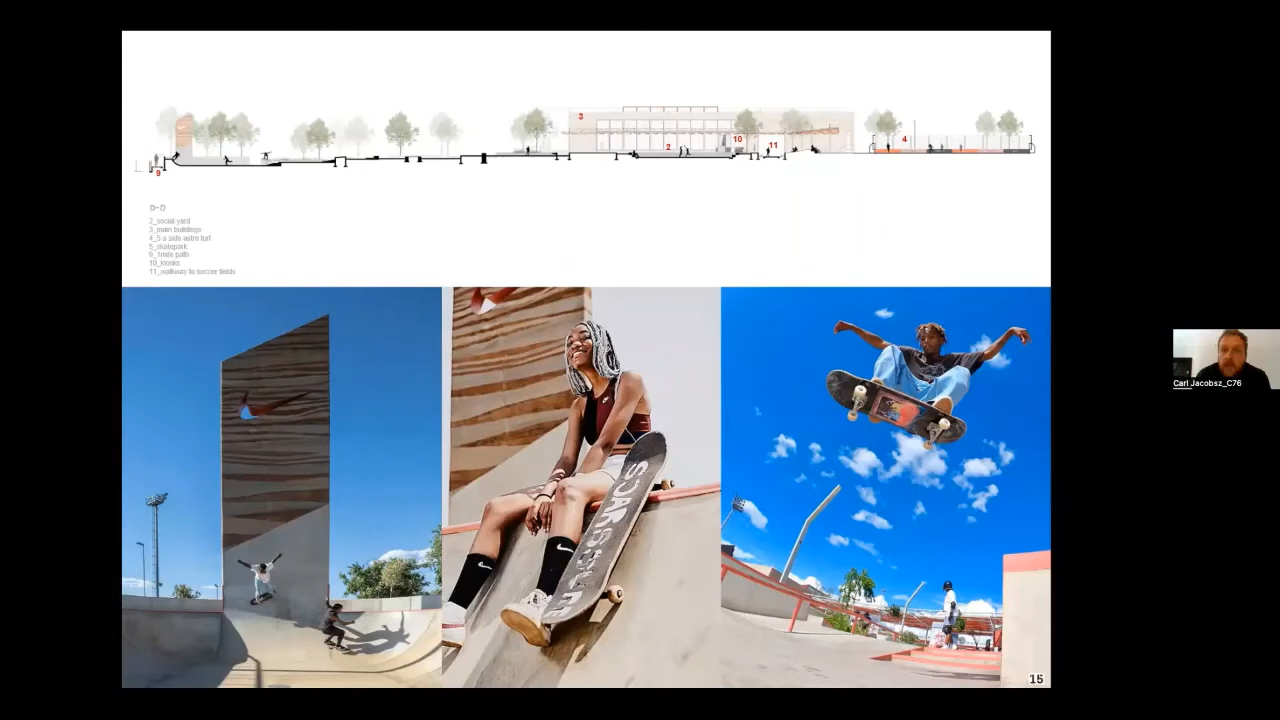 3
2
10
11
4
9
D-D
2_social yard
3_main buildings
4_5 a side astro turf
5_skatepark
9_1mile path
10_kiosks
11_walkway to soccer fields
15
Carl Jacobsz_C76